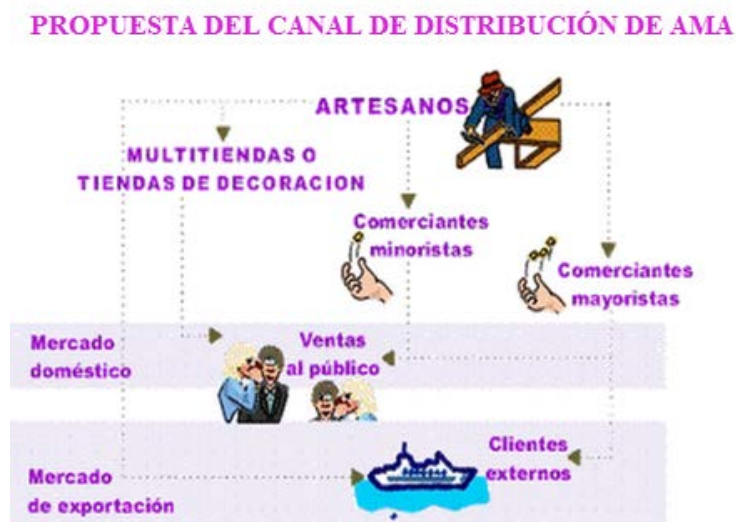 PROPUESTA DEL CANAL DE DISTRIBUCIÓN DE AMA
ARTESANOS
MULTITIENDAS O
TIENDAS DE DECORACION
Comerciantes
minoristas
Comerciantes
mayoristas
Mercado
doméstico
Ventas
al público
Clientes
externos
Mercado
de exportación